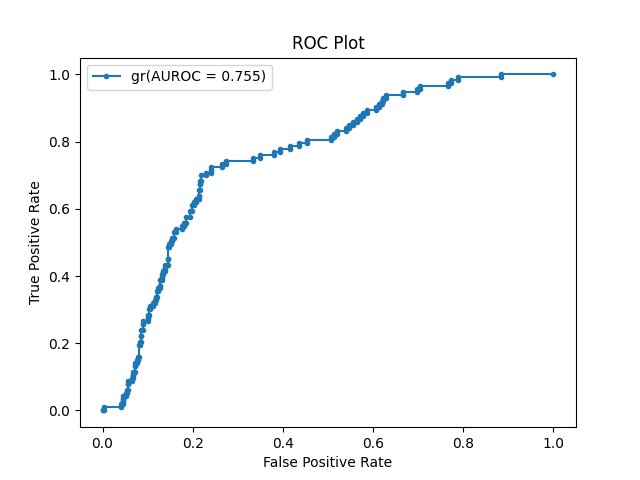 ROC Plot
gr(AUROC = 0.755)
1.0
0.8
0.6
0.4
0.2
0.0
True Positive Rate
0.0 0.2 0.4 0.6 0.8 1.0
False Positive Rate